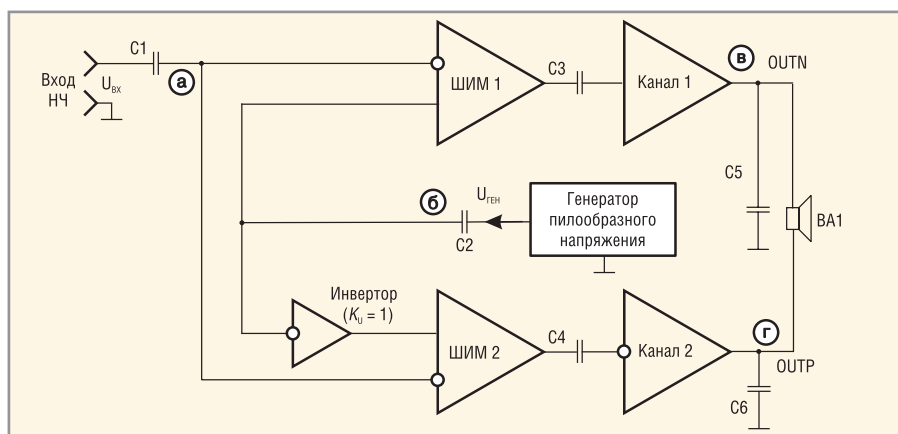 C1
Вход
НЧ
Uвх
а
ШИМ 1
C3
Канал 1
в
OUTN
C5
BA1
б
C2
Uген
Генератор
пилообразного
напряжения
Инвертор
(Kᵤ = 1)
ШИМ 2
C4
Канал 2
г
OUTP
C6